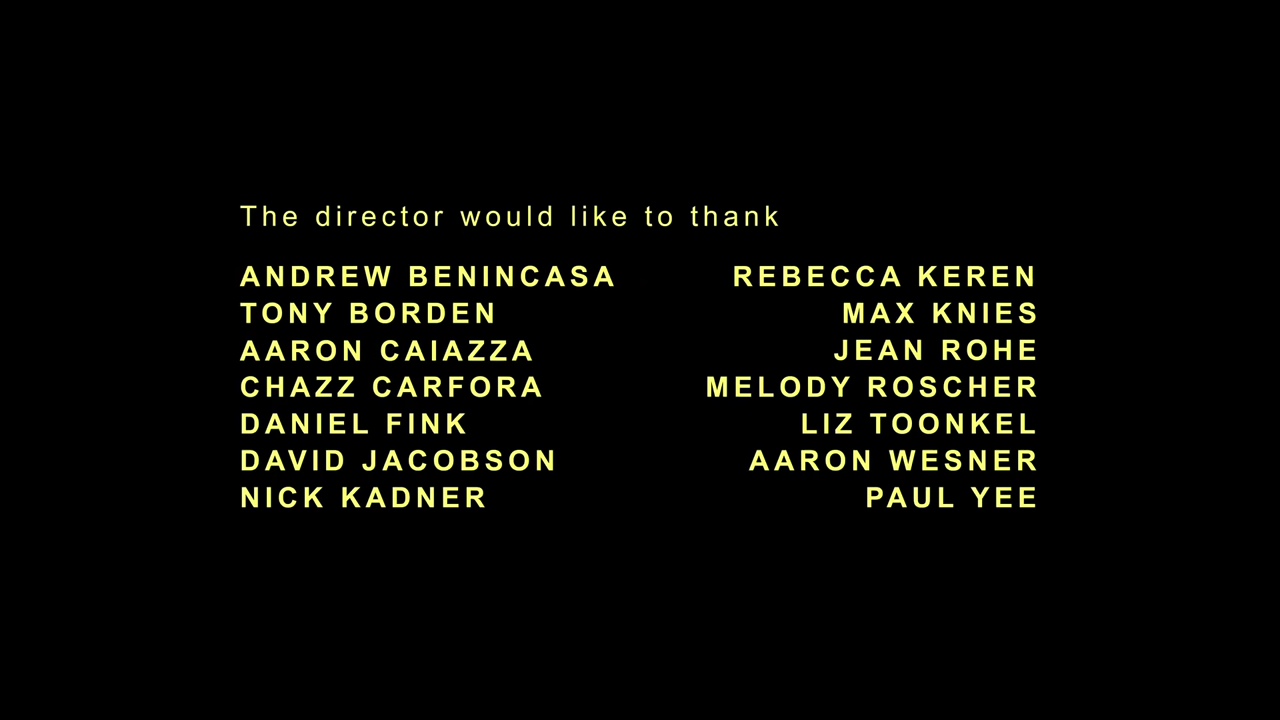 The director would like to thank
ANDREW BENINCASA REBECCA KEREN
TONY BORDEN MAX KNIES
AARON CAIAZZA JEAN ROHE
CHAZZ CARFORA MELODY ROSCHER
DANIEL FINK LIZ TOONKEL
DAVID JACOBSON AARON WESNER
NICK KADNER PAUL YEE